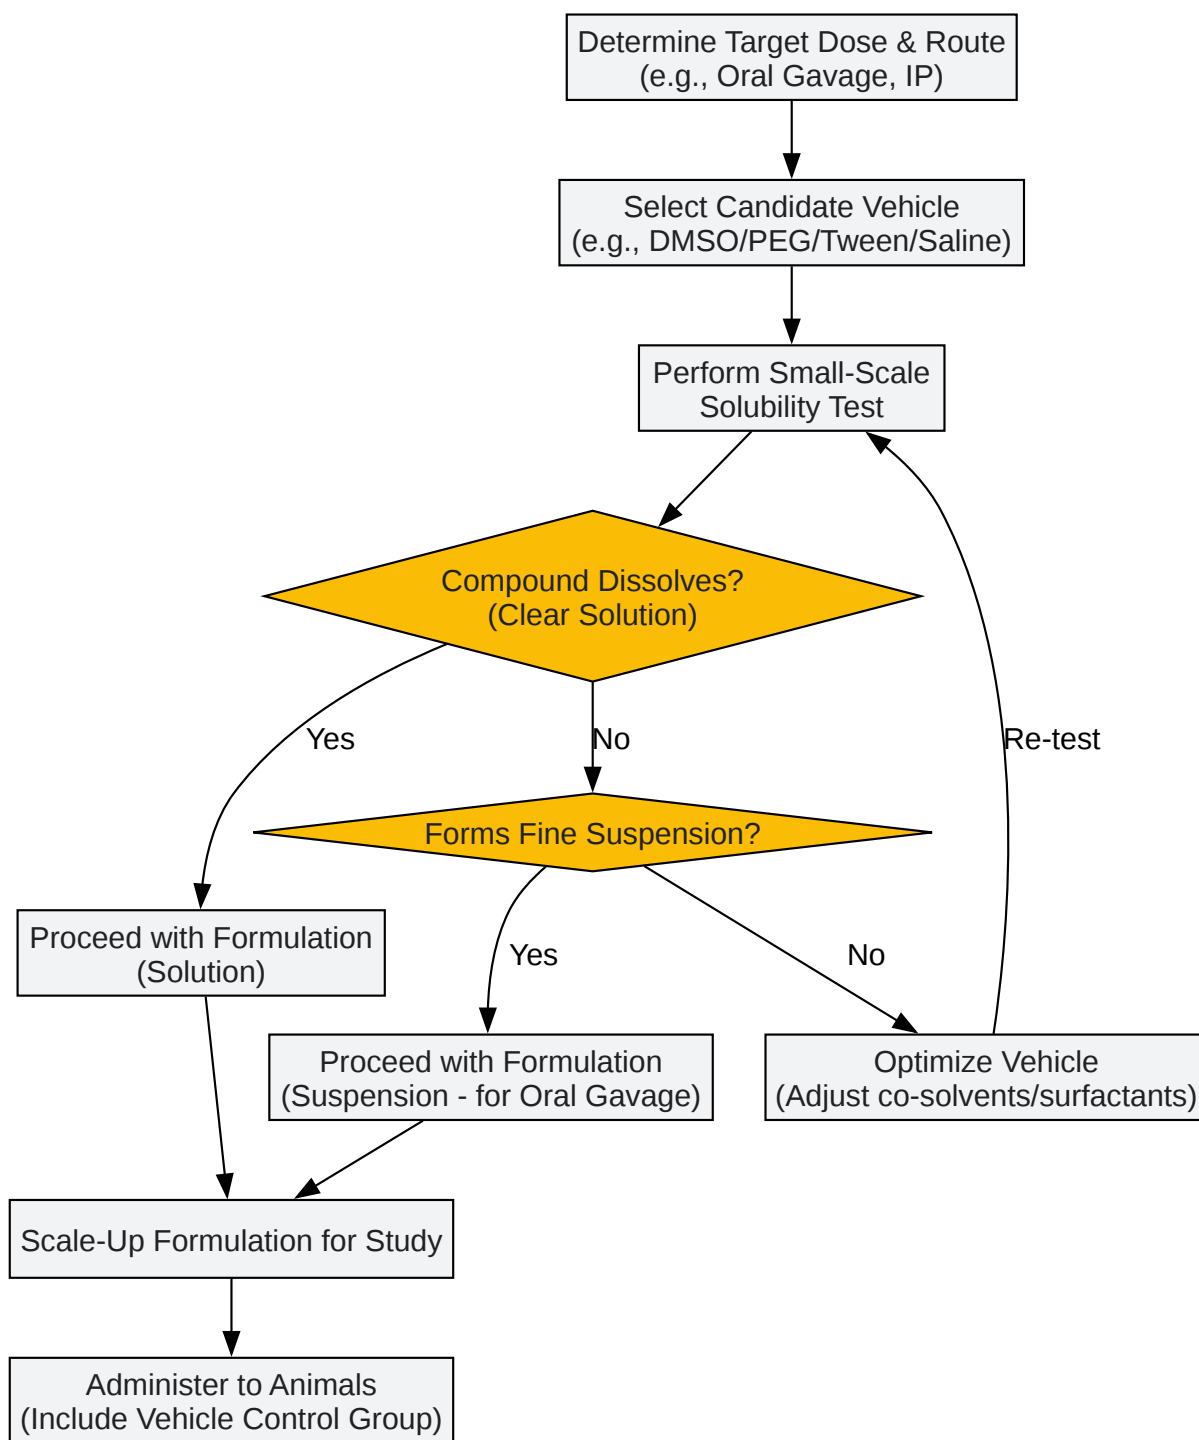 Determine Target Dose & Route
(e.g., Oral Gavage, IP)
Select Candidate Vehicle
(e.g., DMSO/PEG/Tween/Saline)
Perform Small-Scale
Solubility Test
Compound Dissolves?
(Clear Solution)
Yes
No
Re-test
Forms Fine Suspension?
Proceed with Formulation
(Solution)
Yes
No
Proceed with Formulation
(Suspension - for Oral Gavage)
Optimize Vehicle
(Adjust co-solvents/surfactants)
Scale-Up Formulation for Study
Administer to Animals
(Include Vehicle Control Group)